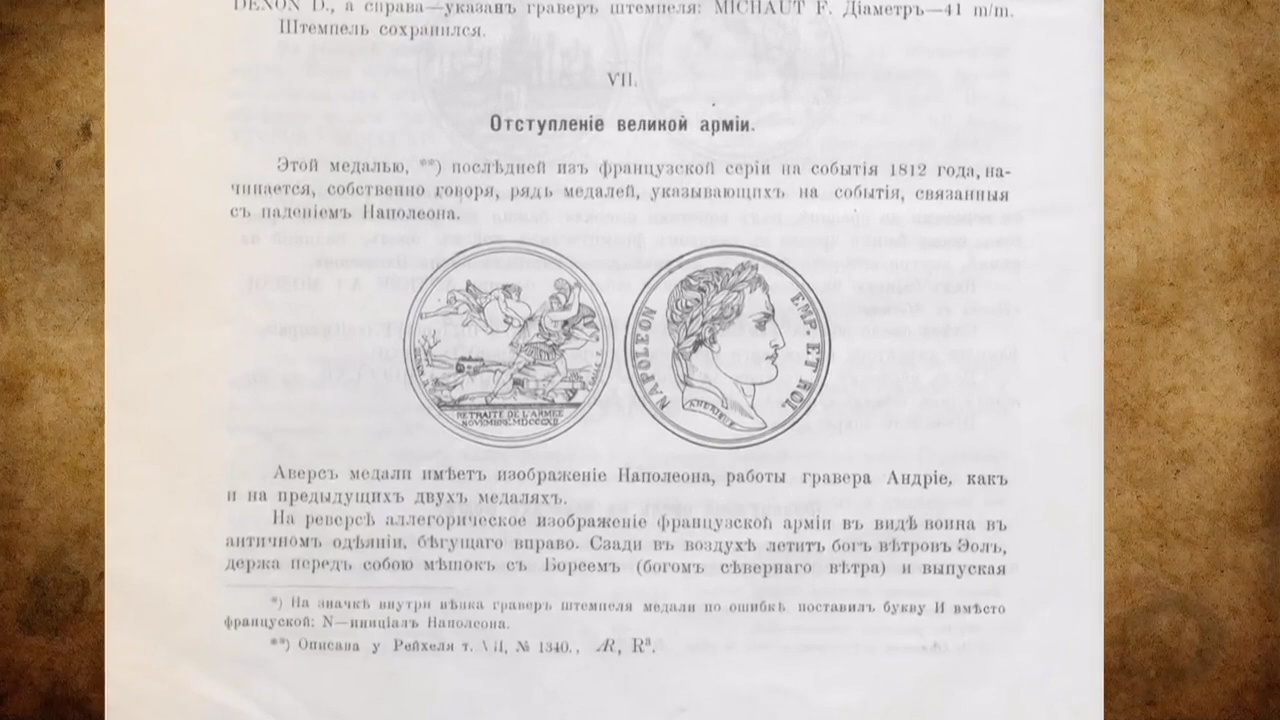 DENON D., а справа—указанъ граверъ штемпеля: MICHAUT F. Діаметръ—41 m/m.
Штемпель сохранился.
VII.
Отступленіе великой арміи.
Этой медалью, **) послѣдней изъ французской серіи на событія 1812 года, на-
чинается, собственно говоря, рядъ медалей, указывающихъ на событія, связанныя
съ паденіемъ Наполеона.
NAPOLEON
EMP. ET ROI.
ANDRIEU F.
RETRAITE DE L'ARMÉE
NOVEMBRE MDCCCXII
Аверсъ медали имѣетъ изображеніе Наполеона, работы гравера Андріе, какъ
и на предыдущихъ двухъ медаляхъ.
На реверсѣ аллегорическое изображеніе французской арміи въ видѣ воина въ
античномъ одѣяніи, бѣгущаго вправо. Сзади въ воздухѣ летитъ богъ вѣтровъ Эолъ,
держа передъ собою мѣшокъ съ Бореемъ (богомъ сѣвернаго вѣтра) и выпуская
*) На значкѣ внутри вѣнка граверъ штемпеля медали по ошибкѣ поставилъ букву И вмѣсто
француской: N—иниціалъ Наполеона.
**) Описана у Рейхеля т. VII, № 1340., ÆR, R³.